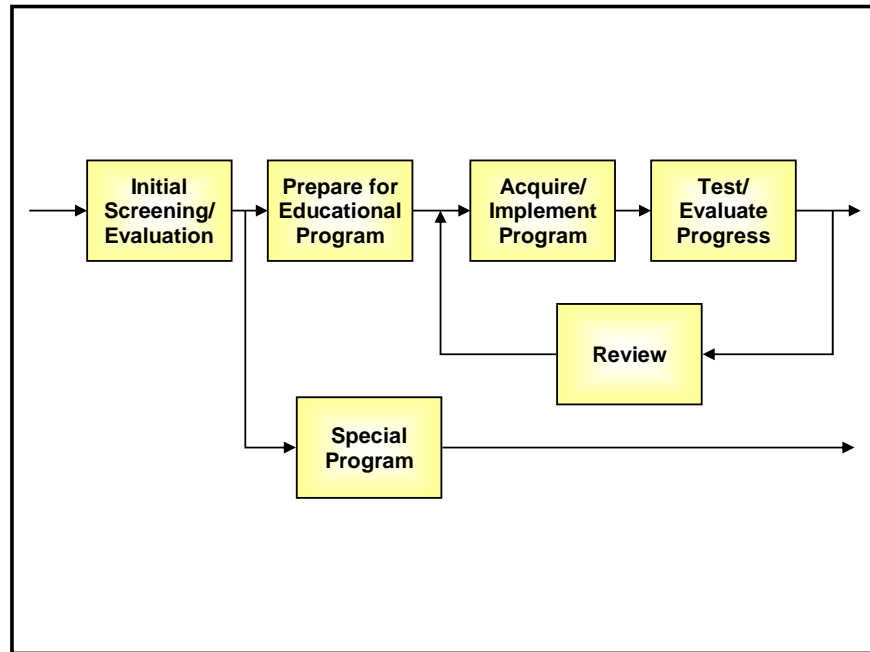 Initial
Screening/
Evaluation
Prepare for
Educational
Program
Acquire/
Implement
Program
Test/
Evaluate
Progress
Review
Special
Program